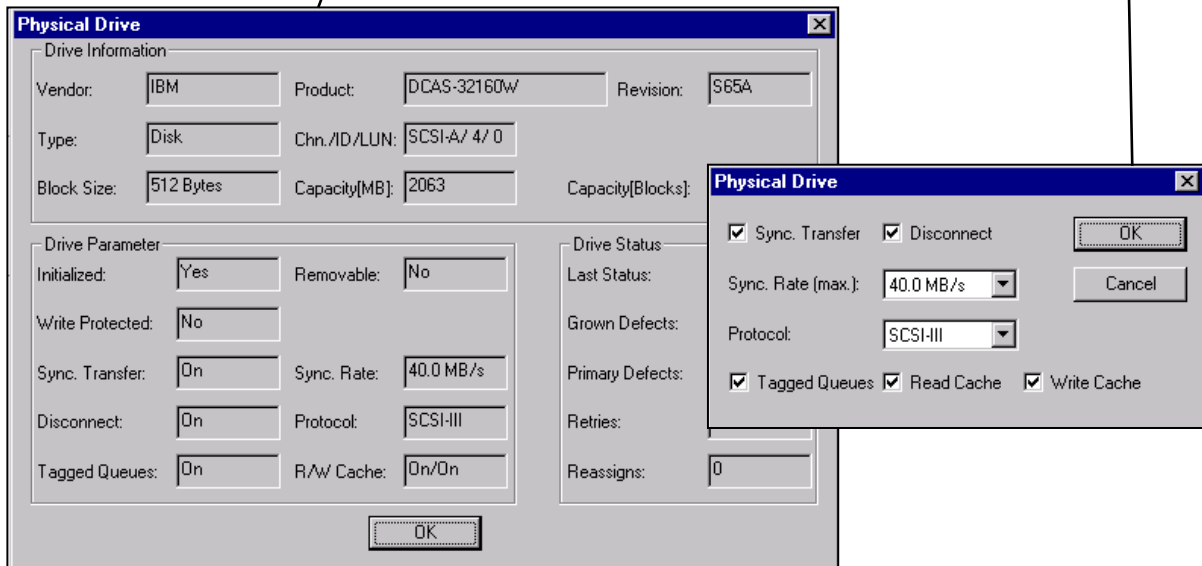 Physical Drive
Drive Information
Vendor: IBM Product: DCAS-32160W Revision: S65A
Type: Disk Chn./ID/LUN: SCSI-A/ 4/ 0
Block Size: 512 Bytes Capacity[MB]: 2063 Capacity[Blocks]:
Drive Parameter
Initialized: Yes Removable: No
Write Protected: No
Sync. Transfer: On Sync. Rate: 40.0 MB/s
Disconnect: On Protocol: SCSI-III
Tagged Queues: On R/W Cache: On/On
Drive Status
Last Status:
Grown Defects:
Primary Defects:
Retries:
Reassigns: 0
OK
Physical Drive
Sync. Transfer Disconnect OK
Sync. Rate (max.): 40.0 MB/s Cancel
Protocol: SCSI-III
Tagged Queues Read Cache Write Cache